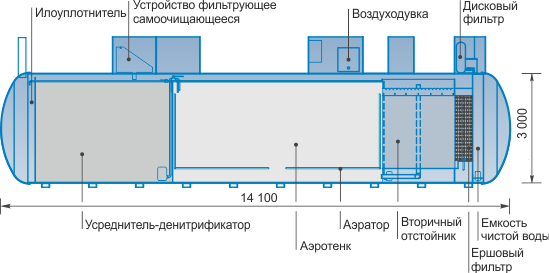 Илоуплотнитель
Устройство фильтрующее
самоочищающееся
Воздуходувка
Дисковый
фильтр
3 000
14 100
Усреднитель-денитрификатор
Аэротенк
Аэратор
Вторичный
отстойник
Емкость
чистой воды
Ершовый
фильтр